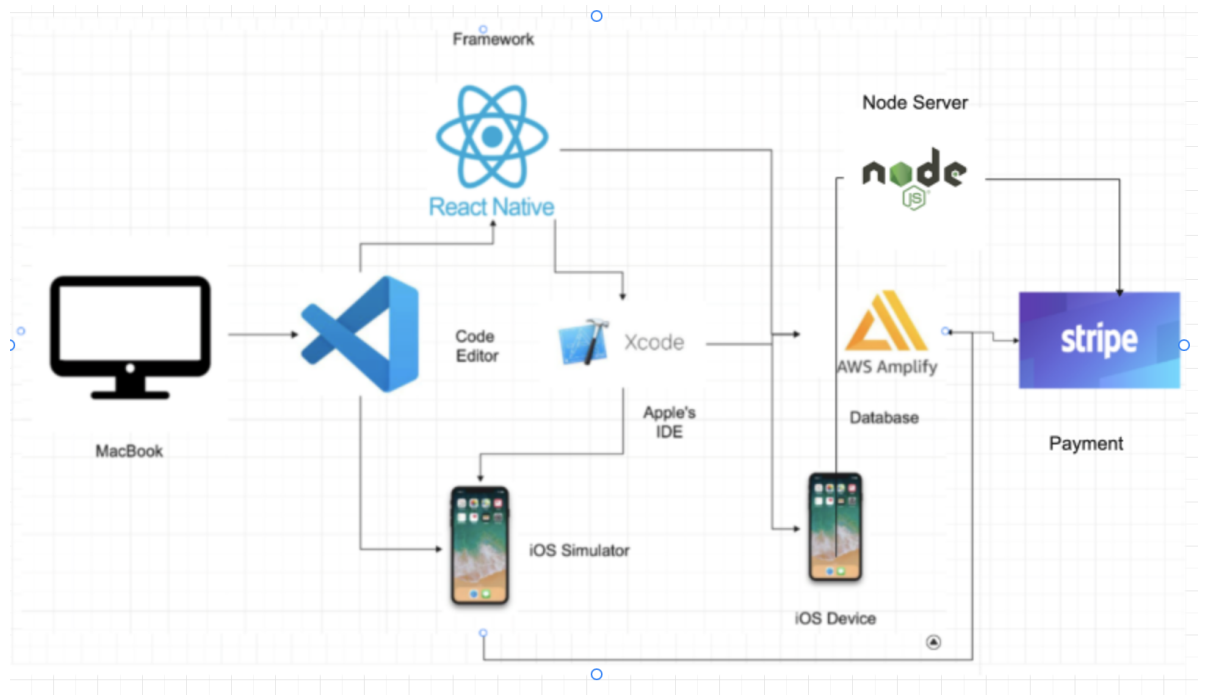 Framework
React Native
Node Server
node
JS
MacBook
Code
Editor
Xcode
Apple's
IDE
AWS Amplify
Database
stripe
Payment
iOS Simulator
iOS Device